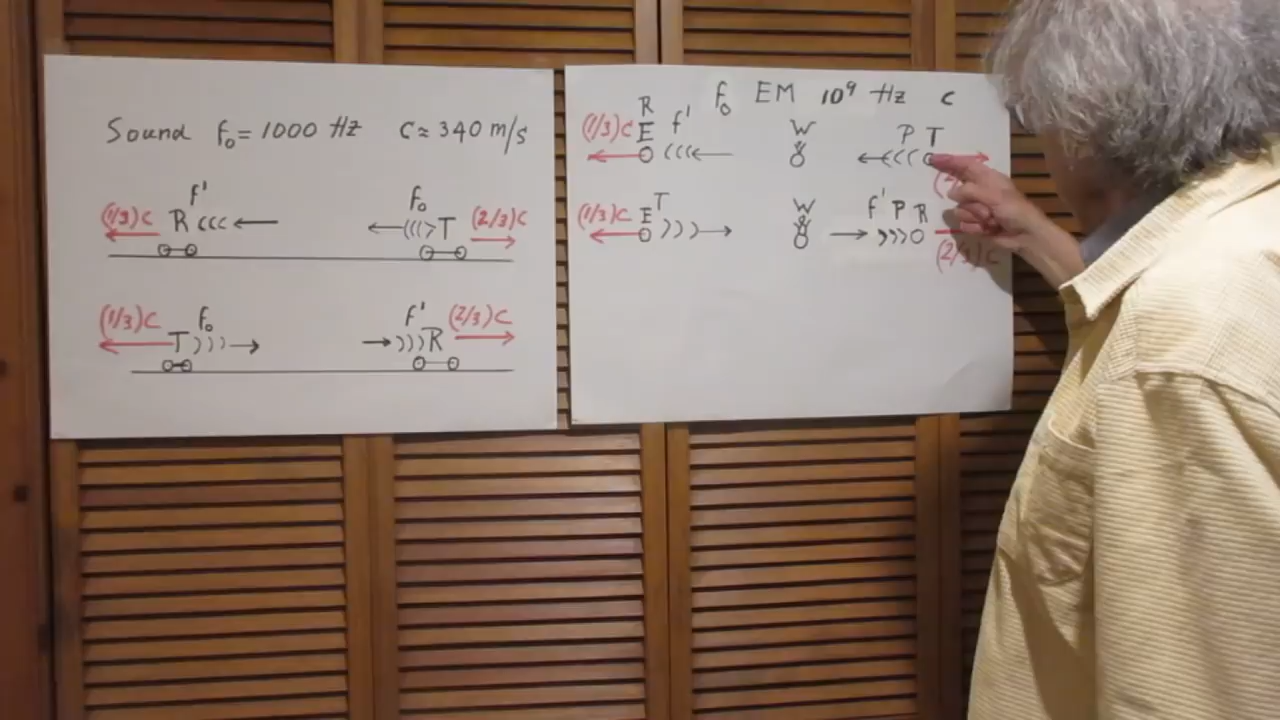 Sound f₀ = 1000 Hz C ≈ 340 m/s
f' f₀
(1/3)C R T (2/3)C
(1/3)C f₀ f' (2/3)C
T R
f₀ EM 10⁹ Hz C
R
(1/3)C E f' W P T
(1/3)C E T W f' P R
(2/3)C